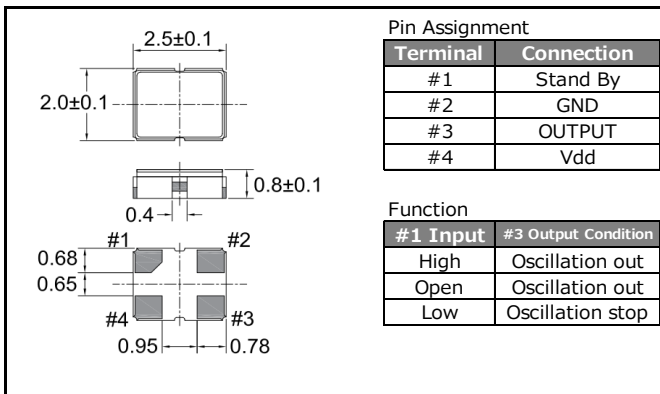 2.5±0.1
2.0±0.1
0.8±0.1
0.4
#1 #2
0.68
0.65
#4 #3
0.95 0.78
Pin Assignment
Terminal Connection
#1 Stand By
#2 GND
#3 OUTPUT
#4 Vdd
Function
#1 Input #3 Output Condition
High Oscillation out
Open Oscillation out
Low Oscillation stop